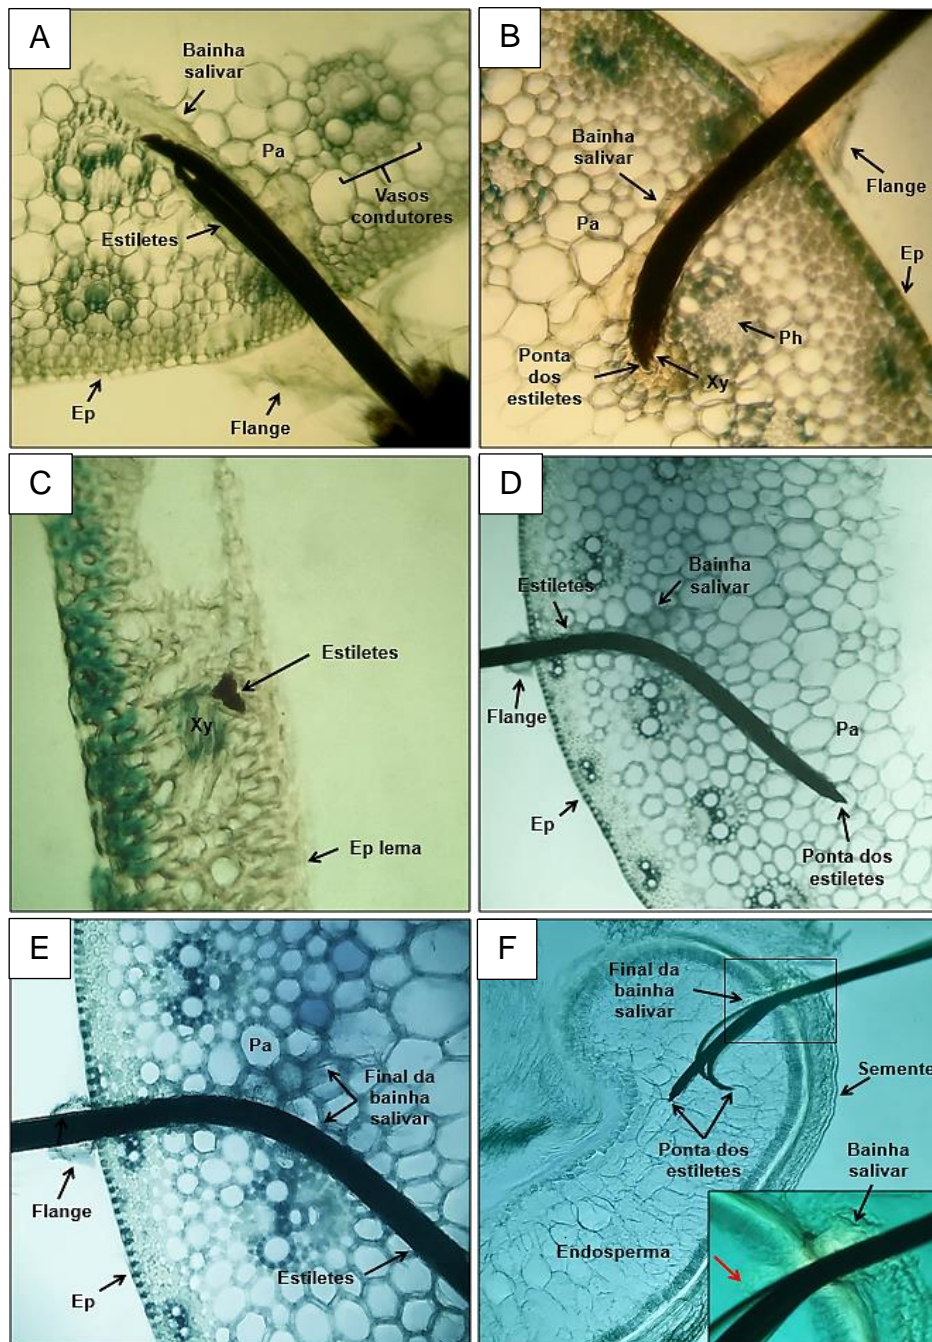 A
Bainha
salivar
Pa
Vasos
condutores
Estiletes
Ep
Flange
B
Bainha
salivar
Flange
Pa
Ep
Ph
Ponta
dos
estiletes
Xy
C
Estiletes
Xy
Ep lema
D
Bainha
salivar
Estiletes
Flange
Pa
Ep
Ponta dos
estiletes
E
Pa
Final da
bainha
salivar
Flange
Estiletes
Ep
F
Final da
bainha
salivar
Semente
Ponta dos
estiletes
Bainha
salivar
Endosperma